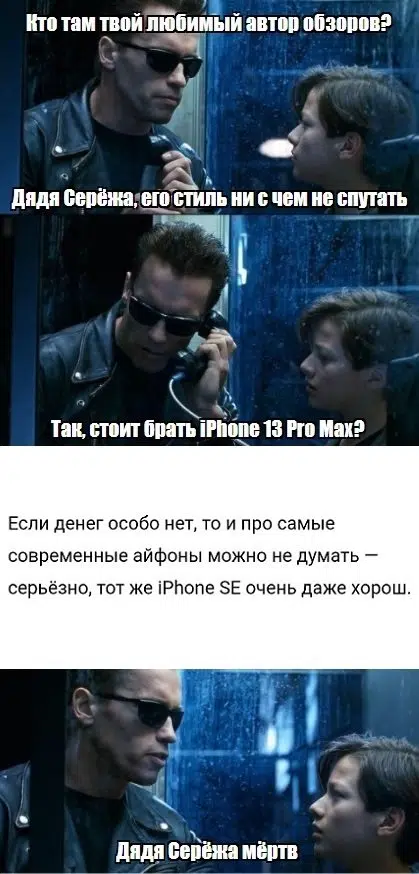 Кто там твой любимый автор обзоров?
Дядя Серёжа, его стиль ни с чем не спутать
Так, стоит брать iPhone 13 Pro Max?
Если денег особо нет, то и про самые
современные айфоны можно не думать —
серьёзно, тот же iPhone SE очень даже хорош.
Дядя Серёжа мёртв